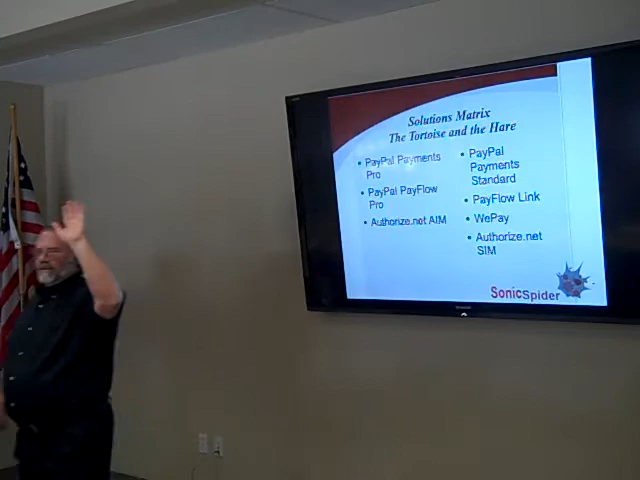 Solutions Matrix
The Tortoise and the Hare
• PayPal Payments
Pro
• PayPal PayFlow
Pro
• Authorize.net AIM
• PayPal
Payments
Standard
• PayFlow Link
• WePay
• Authorize.net
SIM
SonicSpider